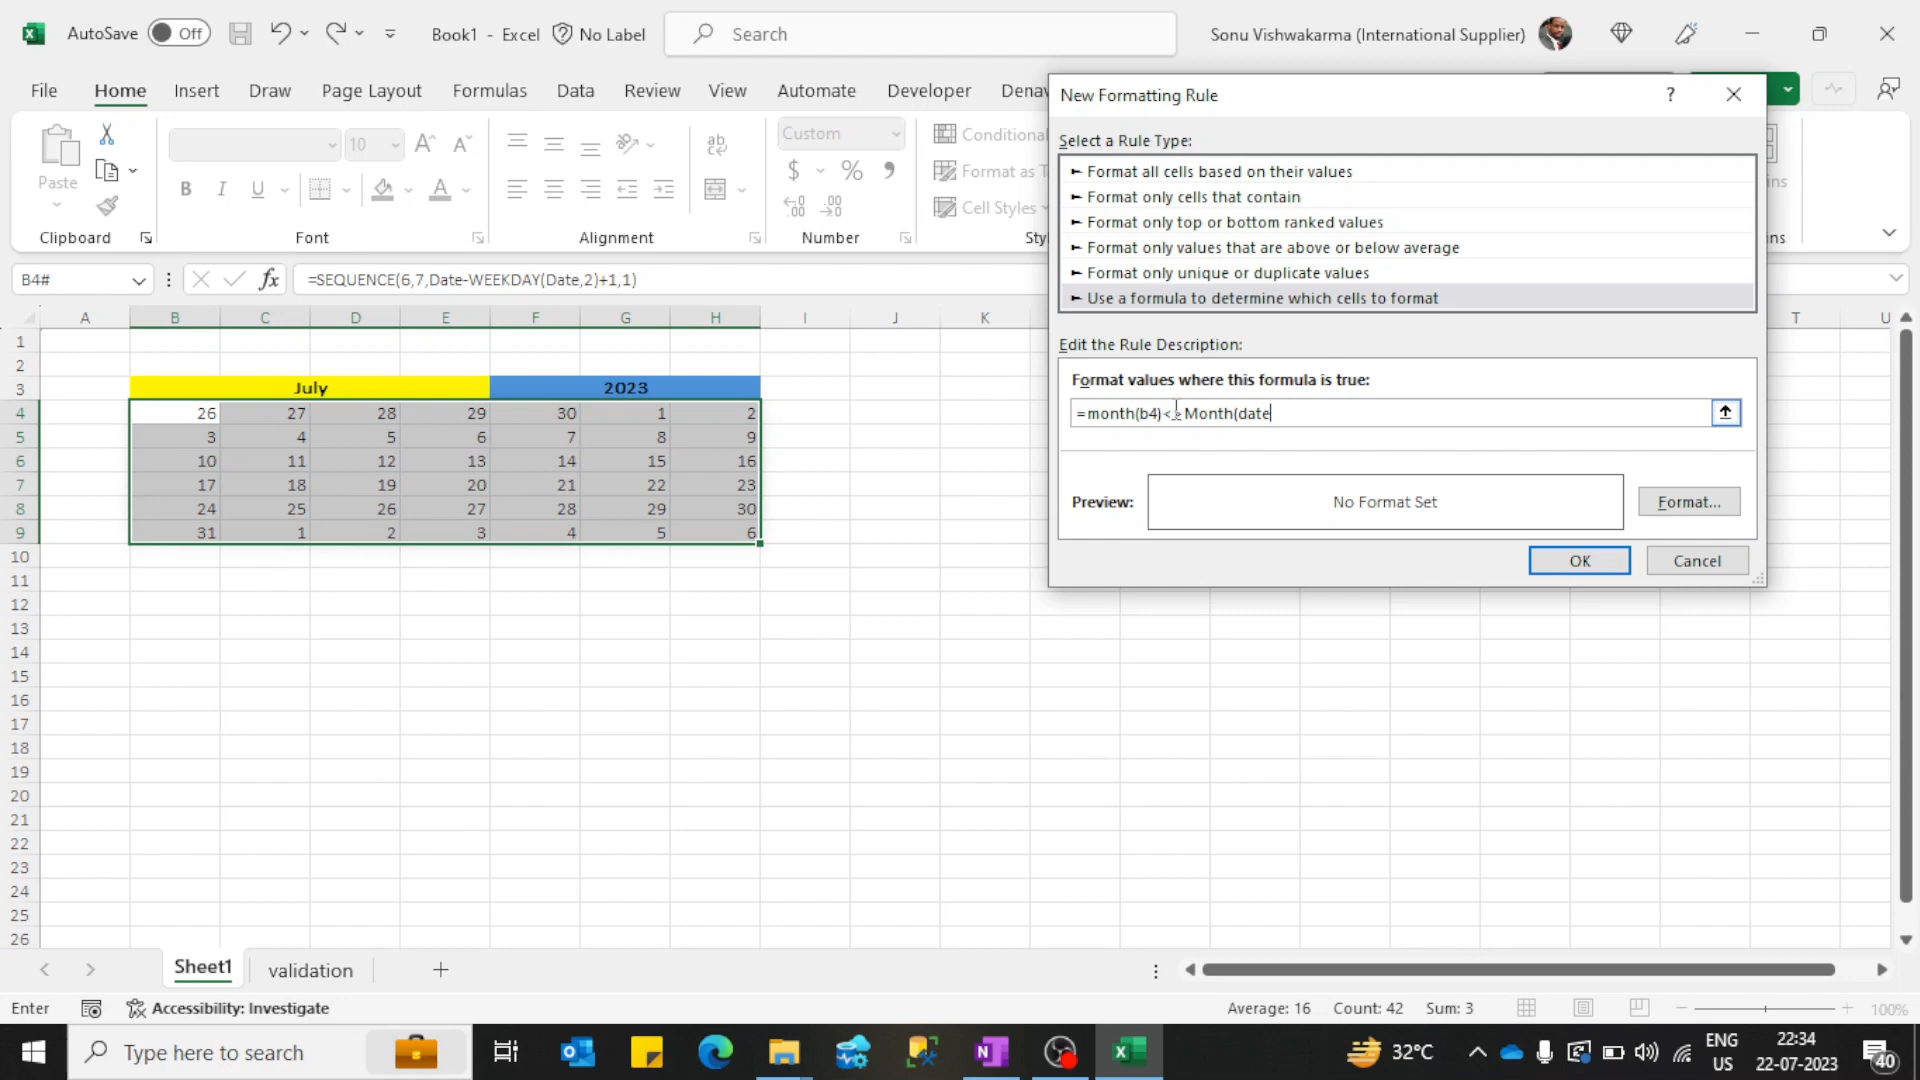 AutoSave Off Book1 - Excel No Label Search Sonu Vishwakarma (International Supplier)
File Home Insert Draw Page Layout Formulas Data Review View Automate Developer
Paste
10
B I U A
ab
Custom
$ %
Conditional
Format as T
Cell Styles
Clipboard Font Alignment Number
B4# fx =SEQUENCE(6,7,Date-WEEKDAY(Date,2)+1,1)
A B C D E F G H I J K T U
1
2
3 July 2023
4 26 27 28 29 30 1 2
5 3 4 5 6 7 8 9
6 10 11 12 13 14 15 16
7 17 18 19 20 21 22 23
8 24 25 26 27 28 29 30
9 31 1 2 3 4 5 6
10
11
12
13
14
15
16
17
18
19
20
21
22
23
24
25
26
New Formatting Rule ?
Select a Rule Type:
► Format all cells based on their values
► Format only cells that contain
► Format only top or bottom ranked values
► Format only values that are above or below average
► Format only unique or duplicate values
► Use a formula to determine which cells to format
Edit the Rule Description:
Format values where this formula is true:
=month(b4)<> Month(date
Preview: No Format Set Format...
OK Cancel
Sheet1 validation
Enter Accessibility: Investigate Average: 16 Count: 42 Sum: 3 100%
Type here to search 32°C ENG US 22:34 22-07-2023 40